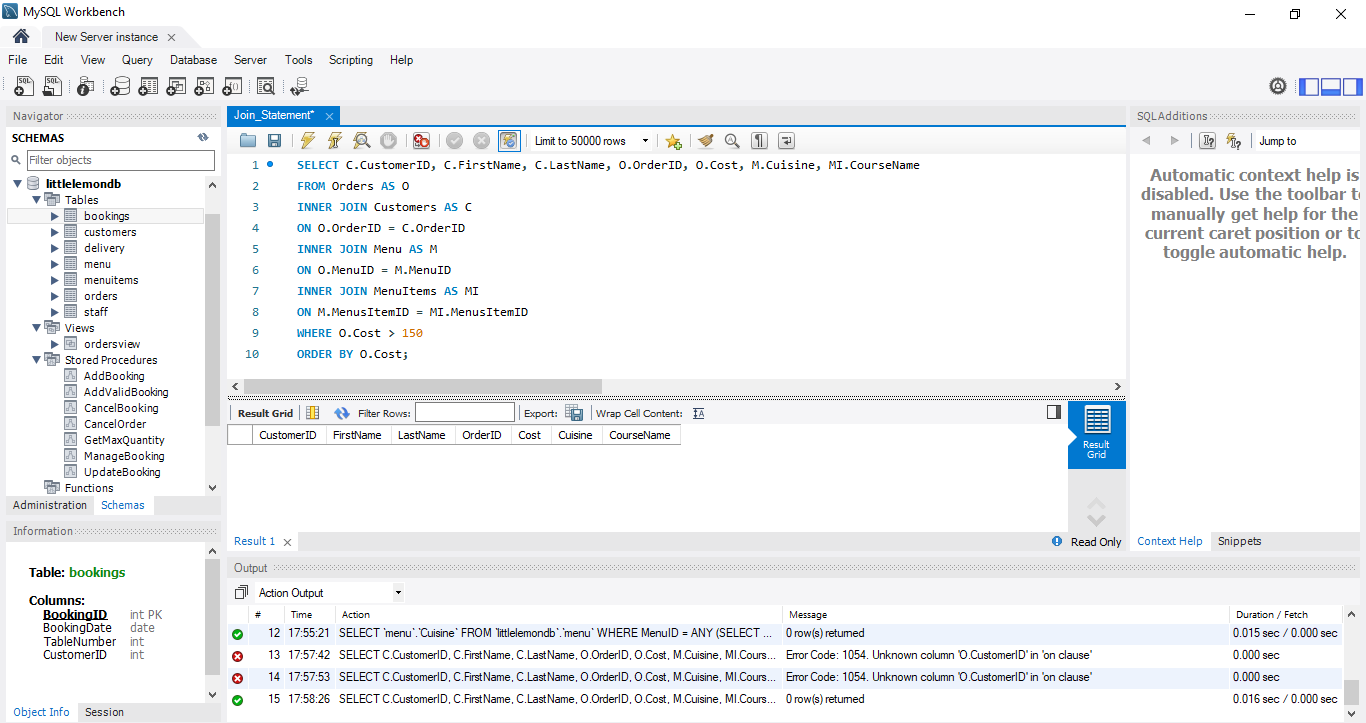 MySQL Workbench
New Server instance
File Edit View Query Database Server Tools Scripting Help
Navigator
SCHEMAS
Filter objects
littlelemondb
Tables
bookings
customers
delivery
menu
menuitems
orders
staff
Views
ordersview
Stored Procedures
AddBooking
AddValidBooking
CancelBooking
CancelOrder
GetMaxQuantity
ManageBooking
UpdateBooking
Functions
Administration Schemas
Information
Table: bookings
Columns:
BookingID int PK
BookingDate date
TableNumber int
CustomerID int
Object Info Session
Join_Statement*
Limit to 50000 rows
1 SELECT C.CustomerID, C.FirstName, C.LastName, O.OrderID, O.Cost, M.Cuisine, MI.CourseName
2 FROM Orders AS O
3 INNER JOIN Customers AS C
4 ON O.OrderID = C.OrderID
5 INNER JOIN Menu AS M
6 ON O.MenuID = M.MenuID
7 INNER JOIN MenuItems AS MI
8 ON M.MenusItemID = MI.MenusItemID
9 WHERE O.Cost > 150
10 ORDER BY O.Cost;
Result Grid Filter Rows: Export: Wrap Cell Content:
CustomerID FirstName LastName OrderID Cost Cuisine CourseName
Result
Grid
Result 1
Read Only
SQLAdditions
Jump to
Automatic context help is
disabled. Use the toolbar to
manually get help for the
current caret position or to
toggle automatic help.
Context Help Snippets
Output
Action Output
# Time Action Message Duration / Fetch
12 17:55:21 SELECT `menu`.`Cuisine` FROM `littlelemondb`.`menu` WHERE MenuID = ANY (SELECT ... 0 row(s) returned 0.015 sec / 0.000 sec
13 17:57:42 SELECT C.CustomerID, C.FirstName, C.LastName, O.OrderID, O.Cost, M.Cuisine, MI.Cours... Error Code: 1054. Unknown column 'O.CustomerID' in 'on clause' 0.000 sec
14 17:57:53 SELECT C.CustomerID, C.FirstName, C.LastName, O.OrderID, O.Cost, M.Cuisine, MI.Cours... Error Code: 1054. Unknown column 'O.CustomerID' in 'on clause' 0.000 sec
15 17:58:26 SELECT C.CustomerID, C.FirstName, C.LastName, O.OrderID, O.Cost, M.Cuisine, MI.Cours... 0 row(s) returned 0.016 sec / 0.000 sec